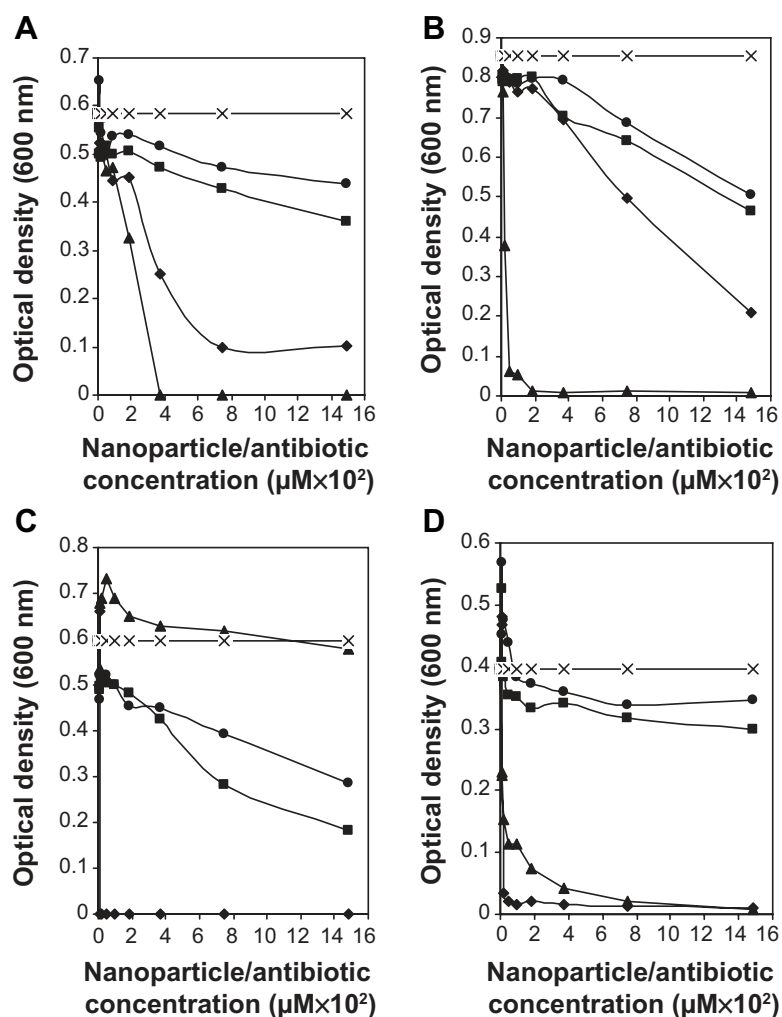 A
Optical density (600 nm)
0.7
0.6
0.5
0.4
0.3
0.2
0.1
0
0 2 4 6 8 10 12 14 16
Nanoparticle/antibiotic
concentration (µM×10²)
B
Optical density (600 nm)
0.9
0.8
0.7
0.6
0.5
0.4
0.3
0.2
0.1
0
0 2 4 6 8 10 12 14 16
Nanoparticle/antibiotic
concentration (µM×10²)
C
Optical density (600 nm)
0.8
0.7
0.6
0.5
0.4
0.3
0.2
0.1
0
0 2 4 6 8 10 12 14 16
Nanoparticle/antibiotic
concentration (µM×10²)
D
Optical density (600 nm)
0.6
0.5
0.4
0.3
0.2
0.1
0
0 2 4 6 8 10 12 14 16
Nanoparticle/antibiotic
concentration (µM×10²)